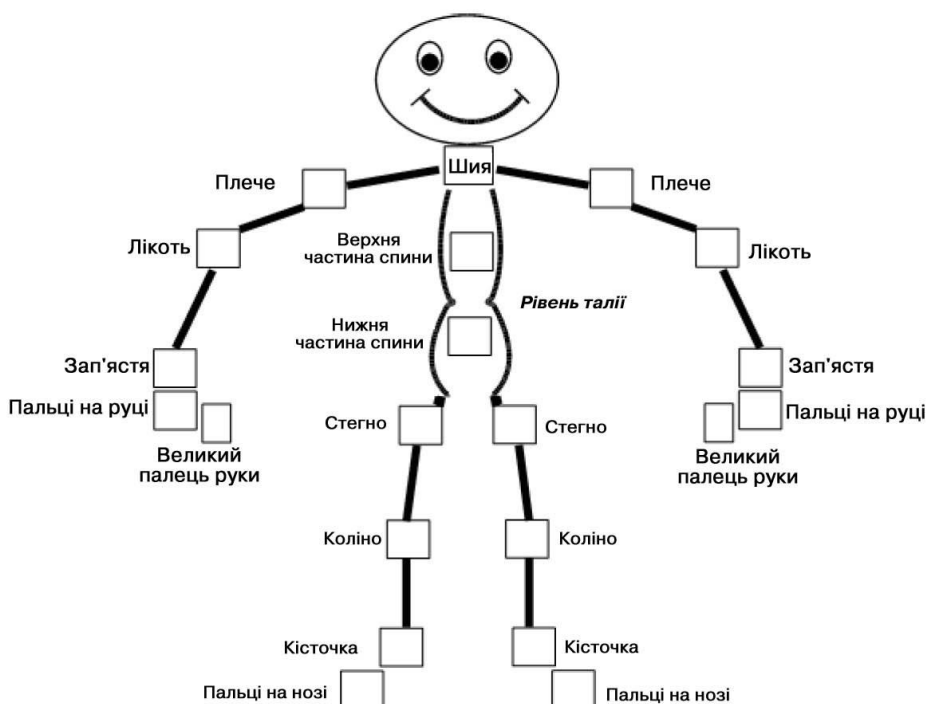 Шия
Плече
Плече
Лікоть
Верхня
частина спини
Лікоть
Рівень талії
Нижня
частина спини
Зап'ястя
Зап'ястя
Пальці на руці
Пальці на руці
Стегно
Стегно
Великий
палець руки
Великий
палець руки
Коліно
Коліно
Кісточка
Кісточка
Пальці на нозі
Пальці на нозі